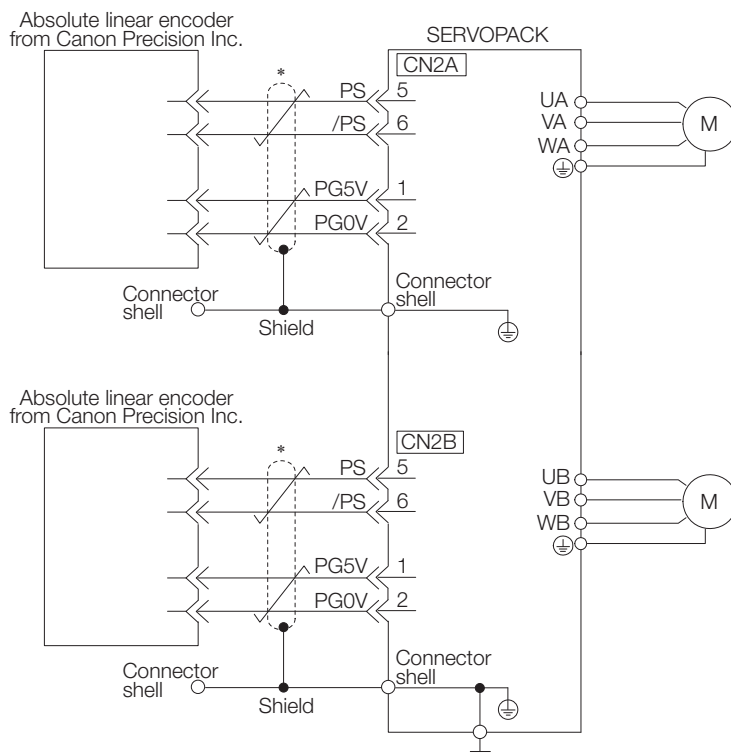 Absolute linear encoder
from Canon Precision Inc.
SERVOPACK
CN2A
*
PS
5
/PS
6
PG5V
1
PG0V
2
UA
VA
WA
M
Connector
shell
Shield
Connector
shell
Absolute linear encoder
from Canon Precision Inc.
CN2B
*
PS
5
/PS
6
PG5V
1
PG0V
2
UB
VB
WB
M
Connector
shell
Shield
Connector
shell